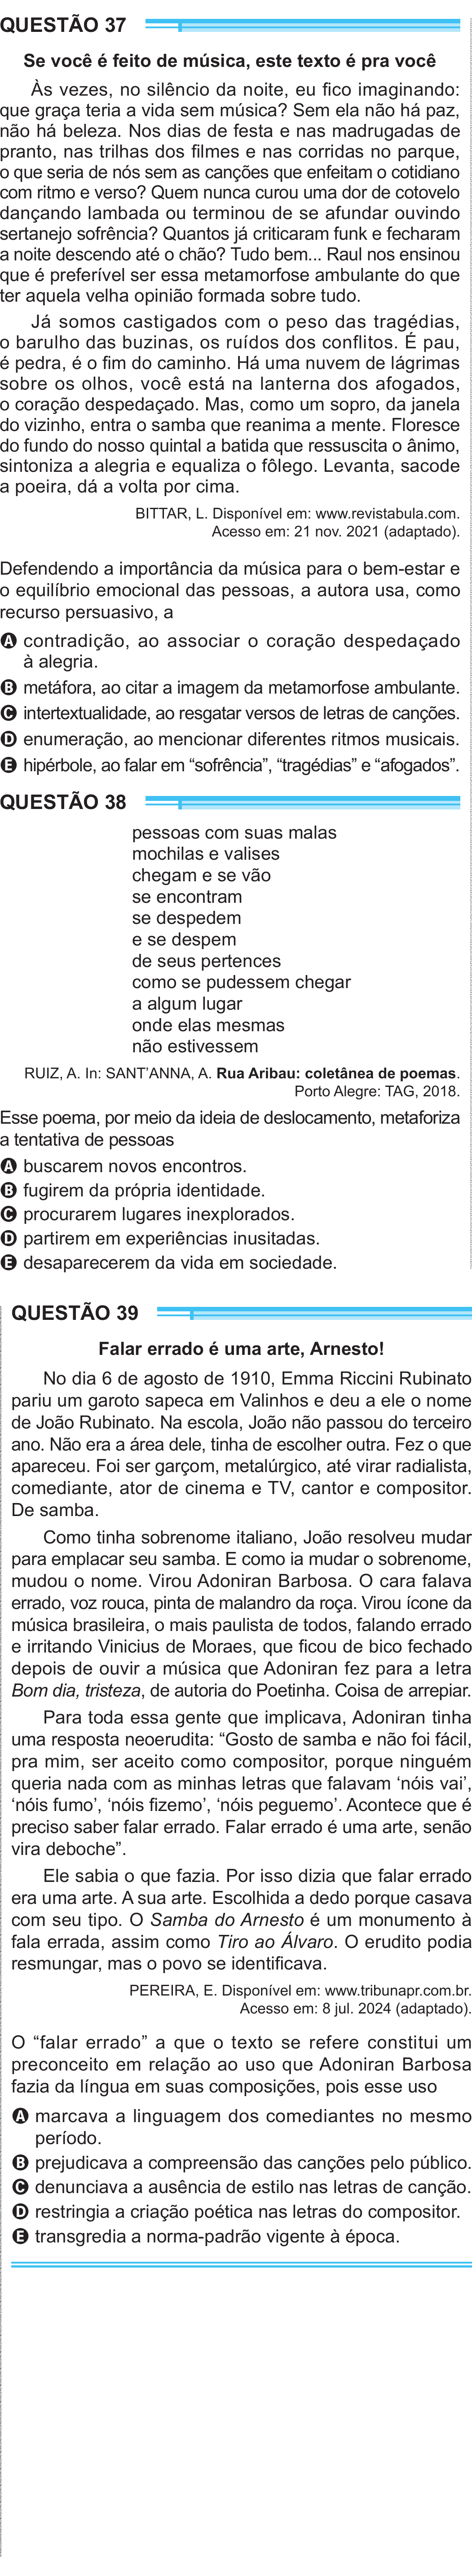 QUESTÃO 37
Se você é feito de música, este texto é pra você
Às vezes, no silêncio da noite, eu fico imaginando:
que graça teria a vida sem música? Sem ela não há paz,
não há beleza. Nos dias de festa e nas madrugadas de
pranto, nas trilhas dos filmes e nas corridas no parque,
o que seria de nós sem as canções que enfeitam o cotidiano
com ritmo e verso? Quem nunca curou uma dor de cotovelo
dançando lambada ou terminou de se afundar ouvindo
sertanejo sofrência? Quantos já criticaram funk e fecharam
a noite descendo até o chão? Tudo bem... Raul nos ensinou
que é preferível ser essa metamorfose ambulante do que
ter aquela velha opinião formada sobre tudo.
Já somos castigados com o peso das tragédias,
o barulho das buzinas, os ruídos dos conflitos. É pau,
é pedra, é o fim do caminho. Há uma nuvem de lágrimas
sobre os olhos, você está na lanterna dos afogados,
o coração despedaçado. Mas, como um sopro, da janela
do vizinho, entra o samba que reanima a mente. Floresce
do fundo do nosso quintal a batida que ressuscita o ânimo,
sintoniza a alegria e equaliza o fôlego. Levanta, sacode
a poeira, dá a volta por cima.
BITTAR, L. Disponível em: www.revistabula.com.
Acesso em: 21 nov. 2021 (adaptado).
Defendendo a importância da música para o bem-estar e
o equilíbrio emocional das pessoas, a autora usa, como
recurso persuasivo, a
A contradição, ao associar o coração despedaçado
à alegria.
B metáfora, ao citar a imagem da metamorfose ambulante.
C intertextualidade, ao resgatar versos de letras de canções.
D enumeração, ao mencionar diferentes ritmos musicais.
E hipérbole, ao falar em “sofrência”, “tragédias” e “afogados”.
QUESTÃO 38
pessoas com suas malas
mochilas e valises
chegam e se vão
se encontram
se despedem
e se despem
de seus pertences
como se pudessem chegar
a algum lugar
onde elas mesmas
não estivessem
RUIZ, A. In: SANT’ANNA, A. Rua Aribau: coletânea de poemas.
Porto Alegre: TAG, 2018.
Esse poema, por meio da ideia de deslocamento, metaforiza
a tentativa de pessoas
A buscarem novos encontros.
B fugirem da própria identidade.
C procurarem lugares inexplorados.
D partirem em experiências inusitadas.
E desaparecerem da vida em sociedade.
QUESTÃO 39
Falar errado é uma arte, Arnesto!
No dia 6 de agosto de 1910, Emma Riccini Rubinato
pariu um garoto sapeca em Valinhos e deu a ele o nome
de João Rubinato. Na escola, João não passou do terceiro
ano. Não era a área dele, tinha de escolher outra. Fez o que
apareceu. Foi ser garçom, metalúrgico, até virar radialista,
comediante, ator de cinema e TV, cantor e compositor.
De samba.
Como tinha sobrenome italiano, João resolveu mudar
para emplacar seu samba. E como ia mudar o sobrenome,
mudou o nome. Virou Adoniran Barbosa. O cara falava
errado, voz rouca, pinta de malandro da roça. Virou ícone da
música brasileira, o mais paulista de todos, falando errado
e irritando Vinicius de Moraes, que ficou de bico fechado
depois de ouvir a música que Adoniran fez para a letra
Bom dia, tristeza, de autoria do Poetinha. Coisa de arrepiar.
Para toda essa gente que implicava, Adoniran tinha
uma resposta neoerudita: “Gosto de samba e não foi fácil,
pra mim, ser aceito como compositor, porque ninguém
queria nada com as minhas letras que falavam ‘nóis vai’,
‘nóis fumo’, ‘nóis fizemo’, ‘nóis peguemo’. Acontece que é
preciso saber falar errado. Falar errado é uma arte, senão
vira deboche”.
Ele sabia o que fazia. Por isso dizia que falar errado
era uma arte. A sua arte. Escolhida a dedo porque casava
com seu tipo. O Samba do Arnesto é um monumento à
fala errada, assim como Tiro ao Álvaro. O erudito podia
resmungar, mas o povo se identificava.
PEREIRA, E. Disponível em: www.tribunapr.com.br.
Acesso em: 8 jul. 2024 (adaptado).
O “falar errado” a que o texto se refere constitui um
preconceito em relação ao uso que Adoniran Barbosa
fazia da língua em suas composições, pois esse uso
A marcava a linguagem dos comediantes no mesmo
período.
B prejudicava a compreensão das canções pelo público.
C denunciava a ausência de estilo nas letras de canção.
D restringia a criação poética nas letras do compositor.
E transgredia a norma-padrão vigente à época.